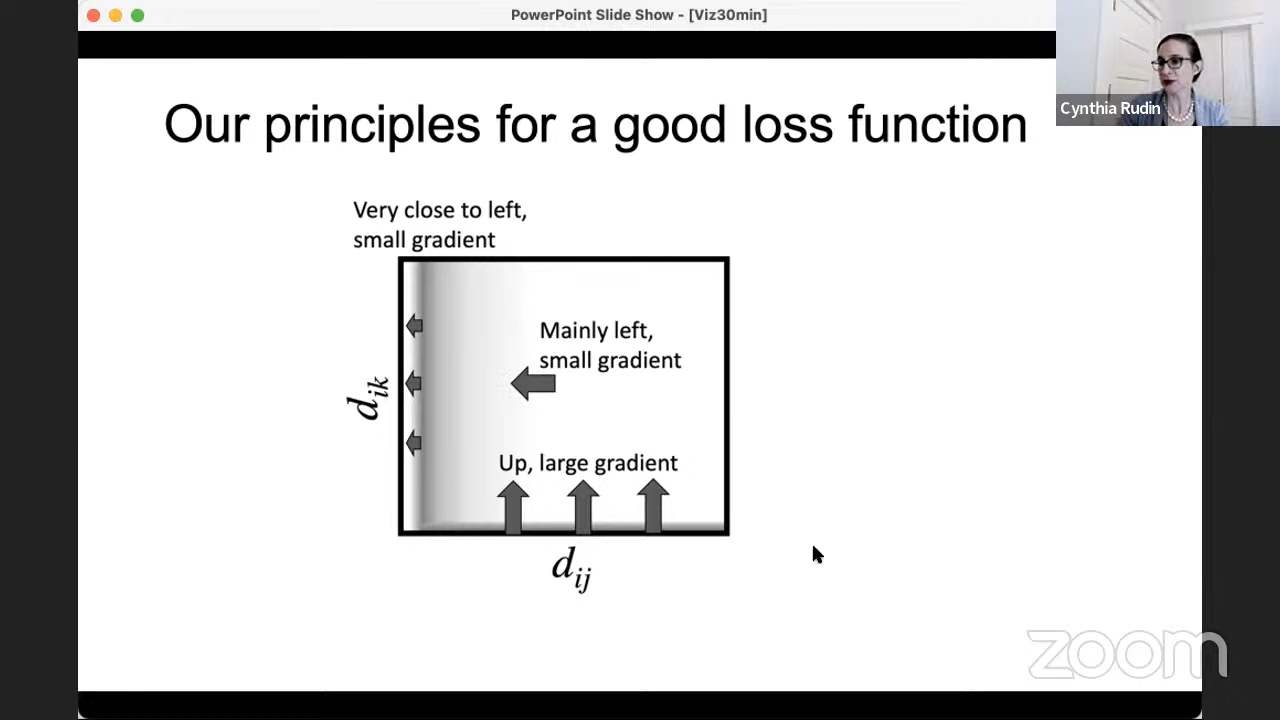 PowerPoint Slide Show - [Viz30min]
Cynthia Rudin
Our principles for a good loss function
Very close to left,
small gradient
Mainly left,
small gradient
d_ik
Up, large gradient
d_ij
zoom